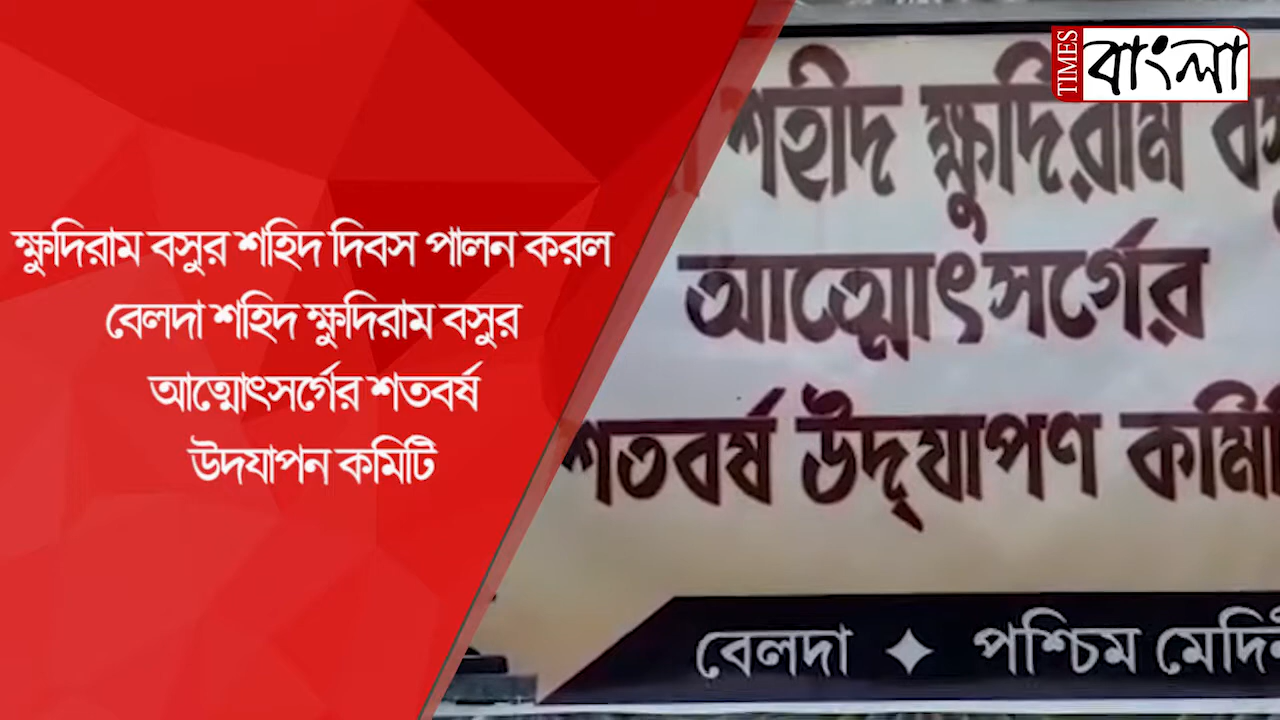 TIMES বাংলা
ক্ষুদিরাম বসুর শহিদ দিবস পালন করল
বেলদা শহিদ ক্ষুদিরাম বসুর
আত্মোৎসর্গের শতবর্ষ
উদযাপন কমিটি
শহীদ ক্ষুদিরাম
আত্মোৎসর্গের
শতবর্ষ উদ্‌যাপণ
বেলদা ✦ পশ্চিম